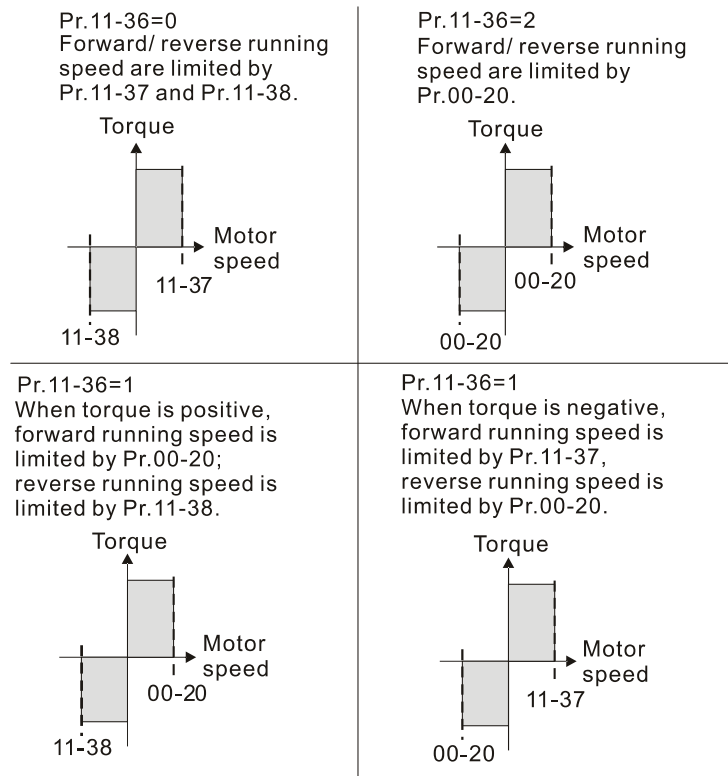 Pr.11-36=0
Forward/ reverse running
speed are limited by
Pr.11-37 and Pr.11-38.
Torque
Motor
speed
11-37
11-38
Pr.11-36=2
Forward/ reverse running
speed are limited by
Pr.00-20.
Torque
Motor
speed
00-20
00-20
Pr.11-36=1
When torque is positive,
forward running speed is
limited by Pr.00-20;
reverse running speed is
limited by Pr.11-38.
Torque
Motor
speed
00-20
11-38
Pr.11-36=1
When torque is negative,
forward running speed is
limited by Pr.11-37,
reverse running speed is
limited by Pr.00-20.
Torque
Motor
speed
11-37
00-20